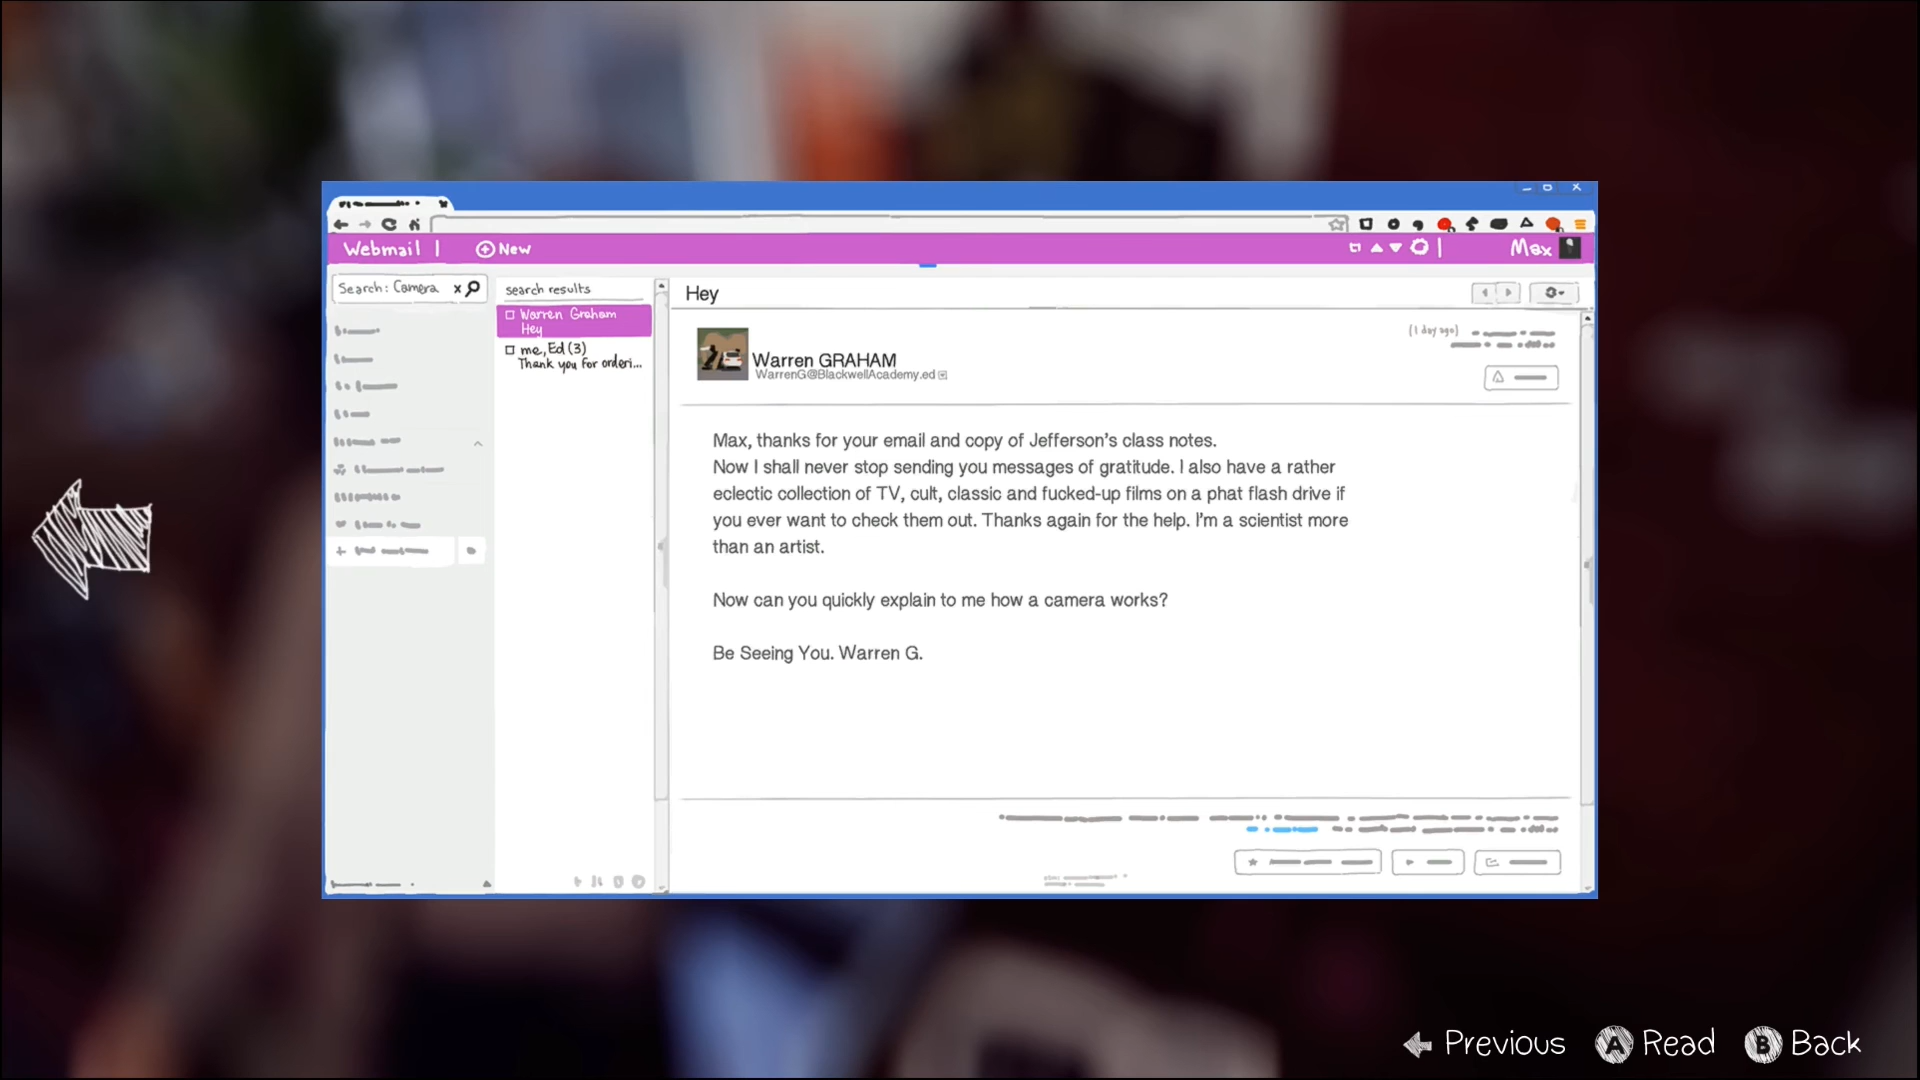 Webmail |
New
Max
Search: Camera x
search results
Warren Graham
Hey
me, Ed (3)
Thank you for orderi...
Hey
(1 day ago)
Warren GRAHAM
WarrenG@BlackwellAcademy.ed
Max, thanks for your email and copy of Jefferson's class notes.
Now I shall never stop sending you messages of gratitude. I also have a rather
eclectic collection of TV, cult, classic and fucked-up films on a phat flash drive if
you ever want to check them out. Thanks again for the help. I'm a scientist more
than an artist.
Now can you quickly explain to me how a camera works?
Be Seeing You. Warren G.
Previous
A Read
B Back